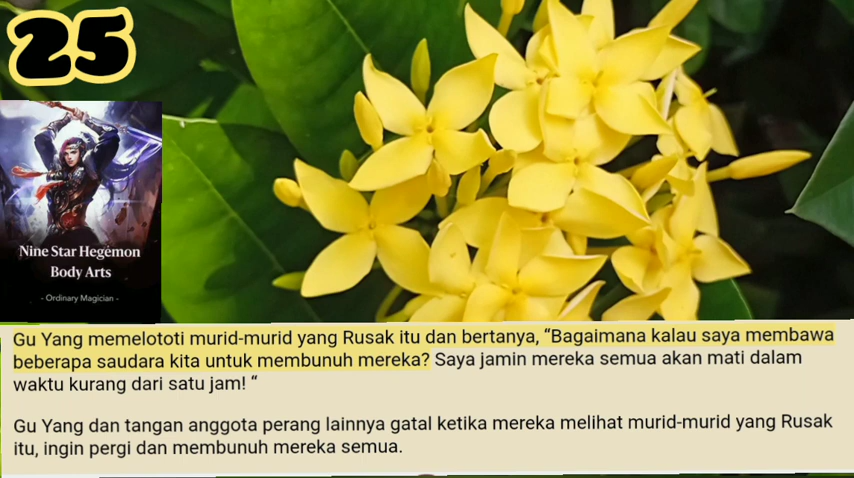 25
Nine Star Hegemon
Body Arts
- Ordinary Magician -
Gu Yang memelototi murid-murid yang Rusak itu dan bertanya, “Bagaimana kalau saya membawa
beberapa saudara kita untuk membunuh mereka? Saya jamin mereka semua akan mati dalam
waktu kurang dari satu jam! “
Gu Yang dan tangan anggota perang lainnya gatal ketika mereka melihat murid-murid yang Rusak
itu, ingin pergi dan membunuh mereka semua.